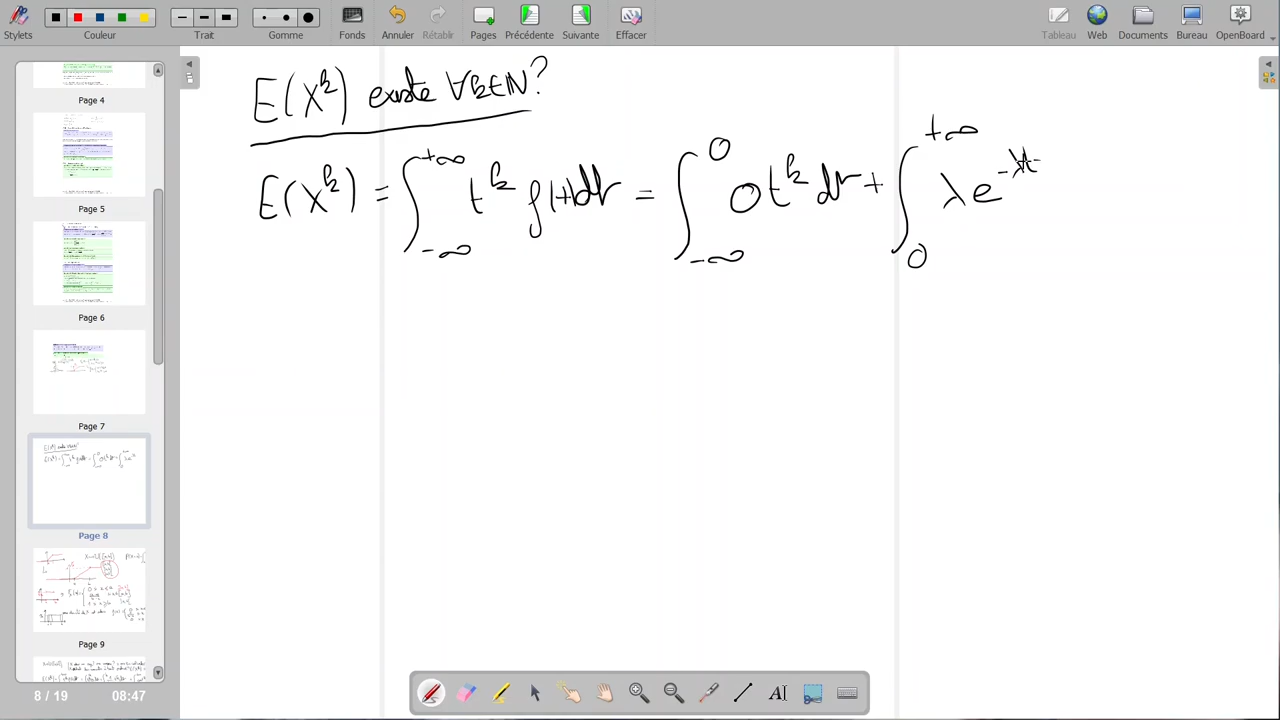 Stylets Couleur Trait Gomme Fonds Annuler Rétablir Pages Précédente Suivante Effacer Tableau Web Documents Bureau OpenBoard
Page 4
Page 5
Page 6
Page 7
Page 8
Page 9
8 / 19 08:47
E(X^k) existe ∀k∈ℕ?
E(X^k) = ∫_{-∞}^{+∞} t^k f(t)dt = ∫_{-∞}^{0} 0 t^k dt + ∫_{0}^{+∞} λe^{-λt}